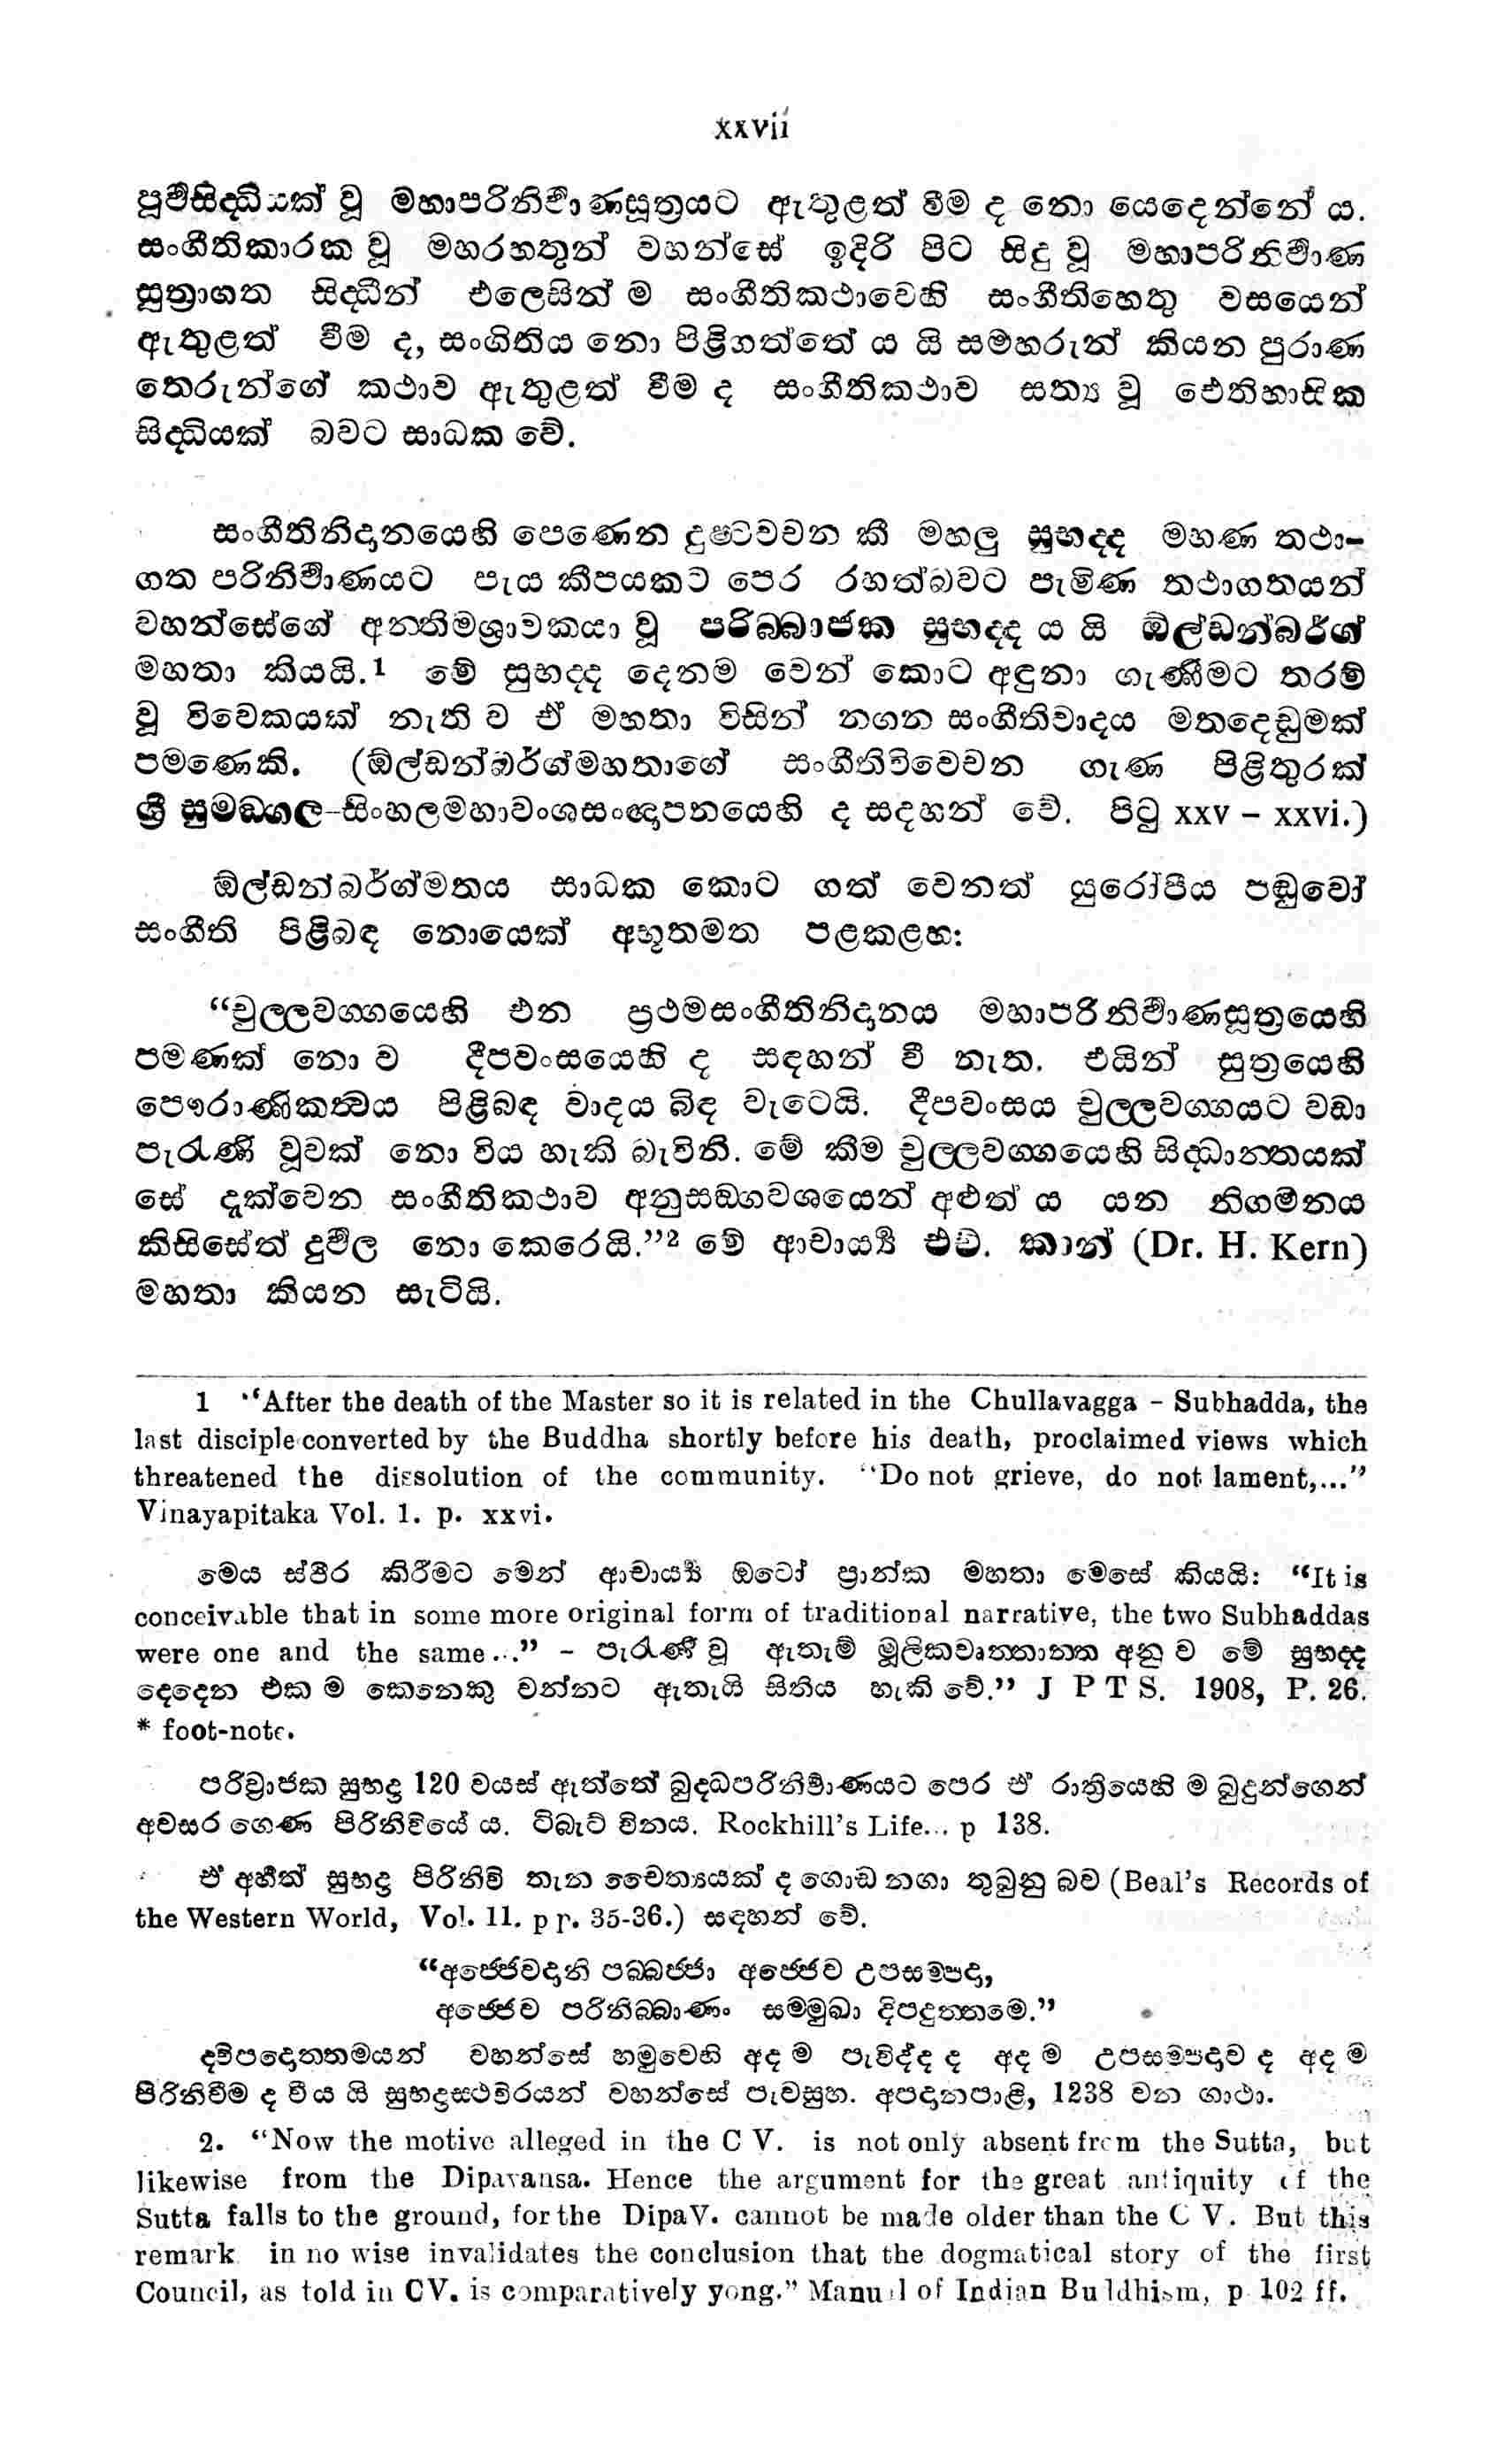 xxvii
පූර්‍වසිද්ධියක් වූ මහාපරිනිර්‍වාණසූත්‍රයට ඇතුළත් වීම ද නො යෙදෙන්නේ ය.
සංගීතිකාරක වූ මහරහතුන් වහන්සේ ඉදිරි පිට සිදු වූ මහාපරිනිර්‍වාණ
සූත්‍රාගත සිද්ධීන් එලෙසින් ම සංගීතිකථාවෙහි සංගීතිහෙතු වසයෙන්
ඇතුළත් වීම ද, සංගිතිය නො පිළිගත්තේ ය යි සමහරුන් කියන පුරාණ
තෙරුන්ගේ කථාව ඇතුළත් වීම ද සංගීතිකථාව සත්‍ය වූ ඓතිහාසික
සිද්ධියක් බවට සාධක වේ.
සංගීතිනිදානයෙහි පෙණෙන දුෂ්ටවචන කී මහලු සුභද්ද මහණ තථා-
ගත පරිනිර්‍වාණයට පැය කීපයකට පෙර රහත්බවට පැමිණ තථාගතයන්
වහන්සේගේ අන්තිමශ්‍රාවකයා වූ පරිබ්බාජක සුභද්ද ය යි ඕල්ඩන්බර්ග්
මහතා කියයි.¹ මේ සුභද්ද දෙනම වෙන් කොට අඳුනා ගැණීමට තරම්
වූ විවෙකයක් නැති ව ඒ මහතා විසින් නගන සංගීතිවාදය මතදෙඩුමක්
පමණෙකි. (ඕල්ඩන්බර්ග්මහතාගේ සංගීතිවිවෙචන ගැණ පිළිතුරක්
ශ්‍රී සුමඞ්ගල-සිංහලමහාවංශසංඥාපනයෙහි ද සදහන් වේ. පිටු xxv – xxvi.)
ඕල්ඩන්බර්ග්මතය සාධක කොට ගත් වෙනත් යුරෝපීය පඬුවෝ
සංගීති පිළිබඳ නොයෙක් අභූතමත පළකළහ:
“චුල්ලවග්ගයෙහි එන ප්‍රථමසංගීතිනිදානය මහාපරිනිර්‍වාණසූත්‍රයෙහි
පමණක් නො ව දීපවංසයෙහි ද සඳහන් වී නැත. එයින් සුත්‍රයෙහි
පෞරාණිකත්‍වය පිළිබඳ වාදය බිඳ වැටෙයි. දීපවංසය චුල්ලවග්ගයට වඩා
පැරණි වූවක් නො විය හැකි බැවිනි. මේ කීම චුල්ලවග්ගයෙහි සිද්ධාන්තයක්
සේ දැක්වෙන සංගීතිකථාව අනුසඞ්ගවශයෙන් අළුත් ය යන නිගමනය
කිසිසේත් දුර්‍වල නො කෙරෙයි.”² මේ ආචාර්‍ය්‍ය එච්. කාන් (Dr. H. Kern)
මහතා කියන සැටියි.
1 “After the death of the Master so it is related in the Chullavagga – Subhadda, the
last disciple converted by the Buddha shortly before his death, proclaimed views which
threatened the dissolution of the community. “Do not grieve, do not lament,...”
Vinayapitaka Vol. 1. p. xxvi.
මෙය ස්ථිර කිරීමට මෙන් ආචාර්‍ය්‍ය ඔටෝ ප්‍රාන්ක මහතා මෙසේ කියයි: “It is
conceivable that in some more original form of traditional narrative, the two Subhaddas
were one and the same...” – පැරණි වූ ඇතැම් මූලිකවෘත්තාන්ත අනු ව මේ සුභද්ද
දෙදෙන එක ම කෙනෙකු වන්නට ඇතැයි සිතිය හැකි වේ.” J P T S. 1908, P. 26.
* foot-note.
පරිව්‍රාජක සුභද්‍ර 120 වයස් ඇත්තේ බුද්ධපරිනිර්‍වාණයට පෙර ඒ රාත්‍රියෙහි ම බුදුන්ගෙන්
අවසර ගෙණ පිරිනිවියේ ය. ටිබැට් විනය. Rockhill’s Life... p 138.
ඒ අර්‍හත් සුභද්‍ර පිරිනිවි තැන චෛත්‍යයක් ද ගොඩ නගා තුබුනු බව (Beal’s Records of
the Western World, Vol. 11. pp. 35-36.) සඳහන් වේ.
“අජ්ජෙවදානි පබ්බජ්ජා අජ්ජෙව උපසම්පදා,
අජ්ජෙව පරිනිබ්බාණං සම්මුඛා දිපදුත්තමෙ.”
ද්විපදොත්තමයන් වහන්සේ හමුවෙහි අද ම පැවිද්ද ද අද ම උපසම්පදාව ද අද ම
පිරිනිවීම ද වී ය යි සුභද්‍රස්ථවිරයන් වහන්සේ පැවසූහ. අපදානපාළි, 1238 වන ගාථා.
2. “Now the motive alleged in the C V. is not only absent from the Sutta, but
likewise from the Dipavansa. Hence the argument for the great antiquity of the
Sutta falls to the ground, for the DipaV. cannot be made older than the C V. But this
remark in no wise invalidates the conclusion that the dogmatical story of the first
Council, as told in CV. is comparatively yong.” Manual of Indian Buddhism, p 102 ff.